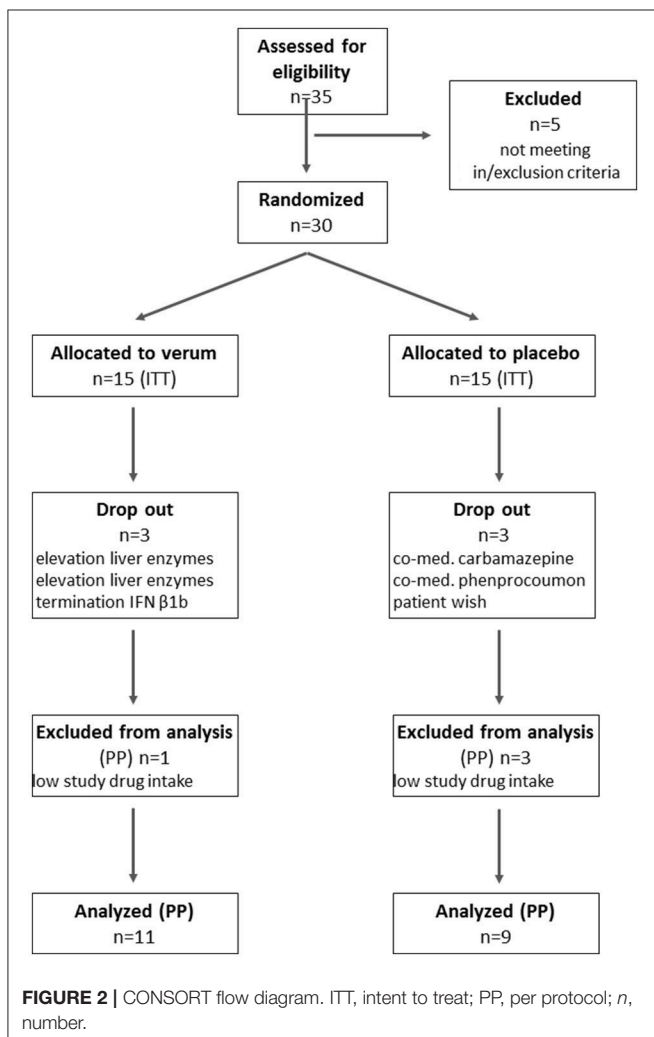 Assessed for
eligibility
n=35
Excluded
n=5
not meeting
in/exclusion criteria
Randomized
n=30
Allocated to verum
n=15 (ITT)
Allocated to placebo
n=15 (ITT)
Drop out
n=3
elevation liver enzymes
elevation liver enzymes
termination IFN β1b
Drop out
n=3
co-med. carbamazepine
co-med. phenprocoumon
patient wish
Excluded from analysis
(PP) n=1
low study drug intake
Excluded from analysis
(PP) n=3
low study drug intake
Analyzed (PP)
n=11
Analyzed (PP)
n=9
FIGURE 2 | CONSORT flow diagram. ITT, intent to treat; PP, per protocol; n,
number.